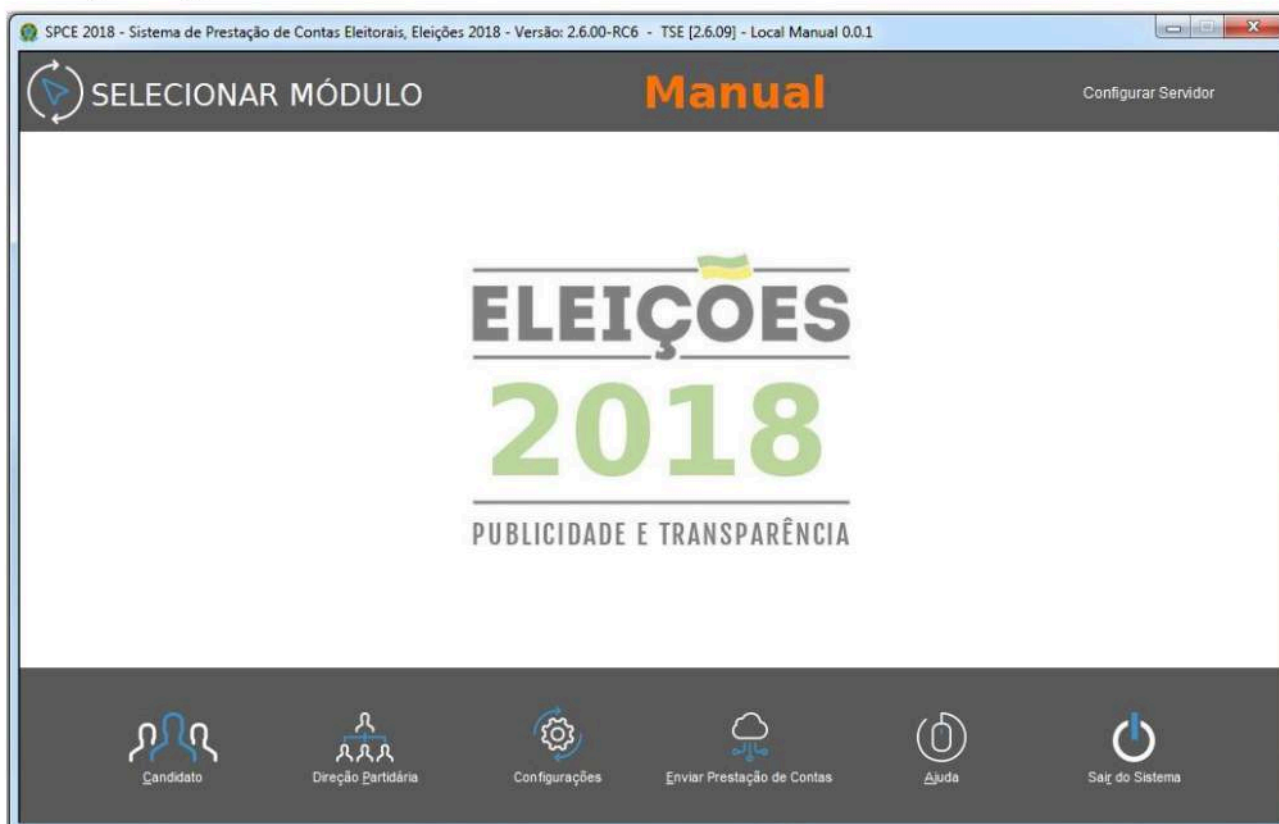 SPCE 2018 - Sistema de Prestação de Contas Eleitorais, Eleições 2018 - Versão: 2.6.00-RC6 - TSE [2.6.09] - Local Manual 0.0.1
SELECIONAR MÓDULO
Manual
Configurar Servidor
ELEIÇÕES
2018
PUBLICIDADE E TRANSPARÊNCIA
Candidato
Direção Partidária
Configurações
Enviar Prestação de Contas
Ajuda
Sair do Sistema